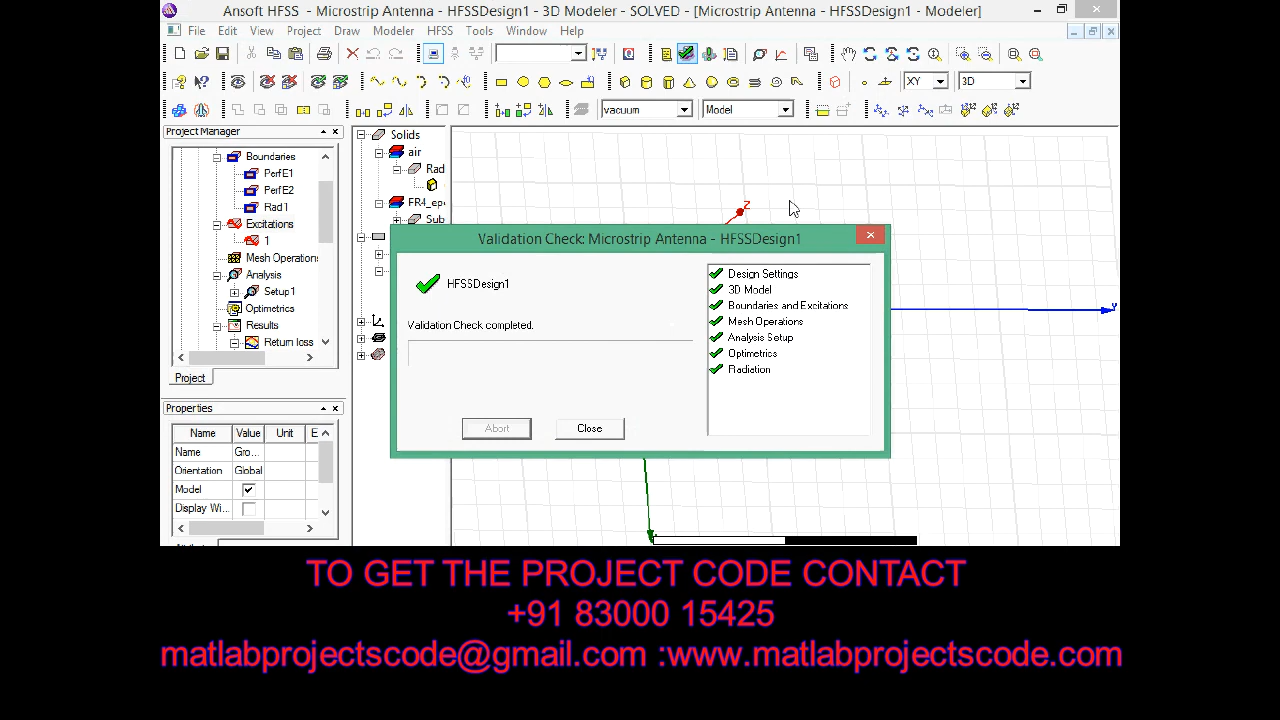 Ansoft HFSS - Microstrip Antenna - HFSSDesign1 - 3D Modeler - SOLVED - [Microstrip Antenna - HFSSDesign1 - Modeler]
File Edit View Project Draw Modeler HFSS Tools Window Help
XY 3D
vacuum Model
Project Manager
Boundaries
PerfE1
PerfE2
Rad1
Excitations
1
Mesh Operations
Analysis
Setup1
Optimetrics
Results
Return loss
Project
Solids
air
Rad
FR4_epo
Sub
Z
Y
Properties
Name Value Unit E
Name Gro...
Orientation Global
Model
Display Wi
Validation Check: Microstrip Antenna - HFSSDesign1
HFSSDesign1
Validation Check completed.
Abort Close
Design Settings
3D Model
Boundaries and Excitations
Mesh Operations
Analysis Setup
Optimetrics
Radiation
TO GET THE PROJECT CODE CONTACT
+91 83000 15425
matlabprojectscode@gmail.com :www.matlabprojectscode.com